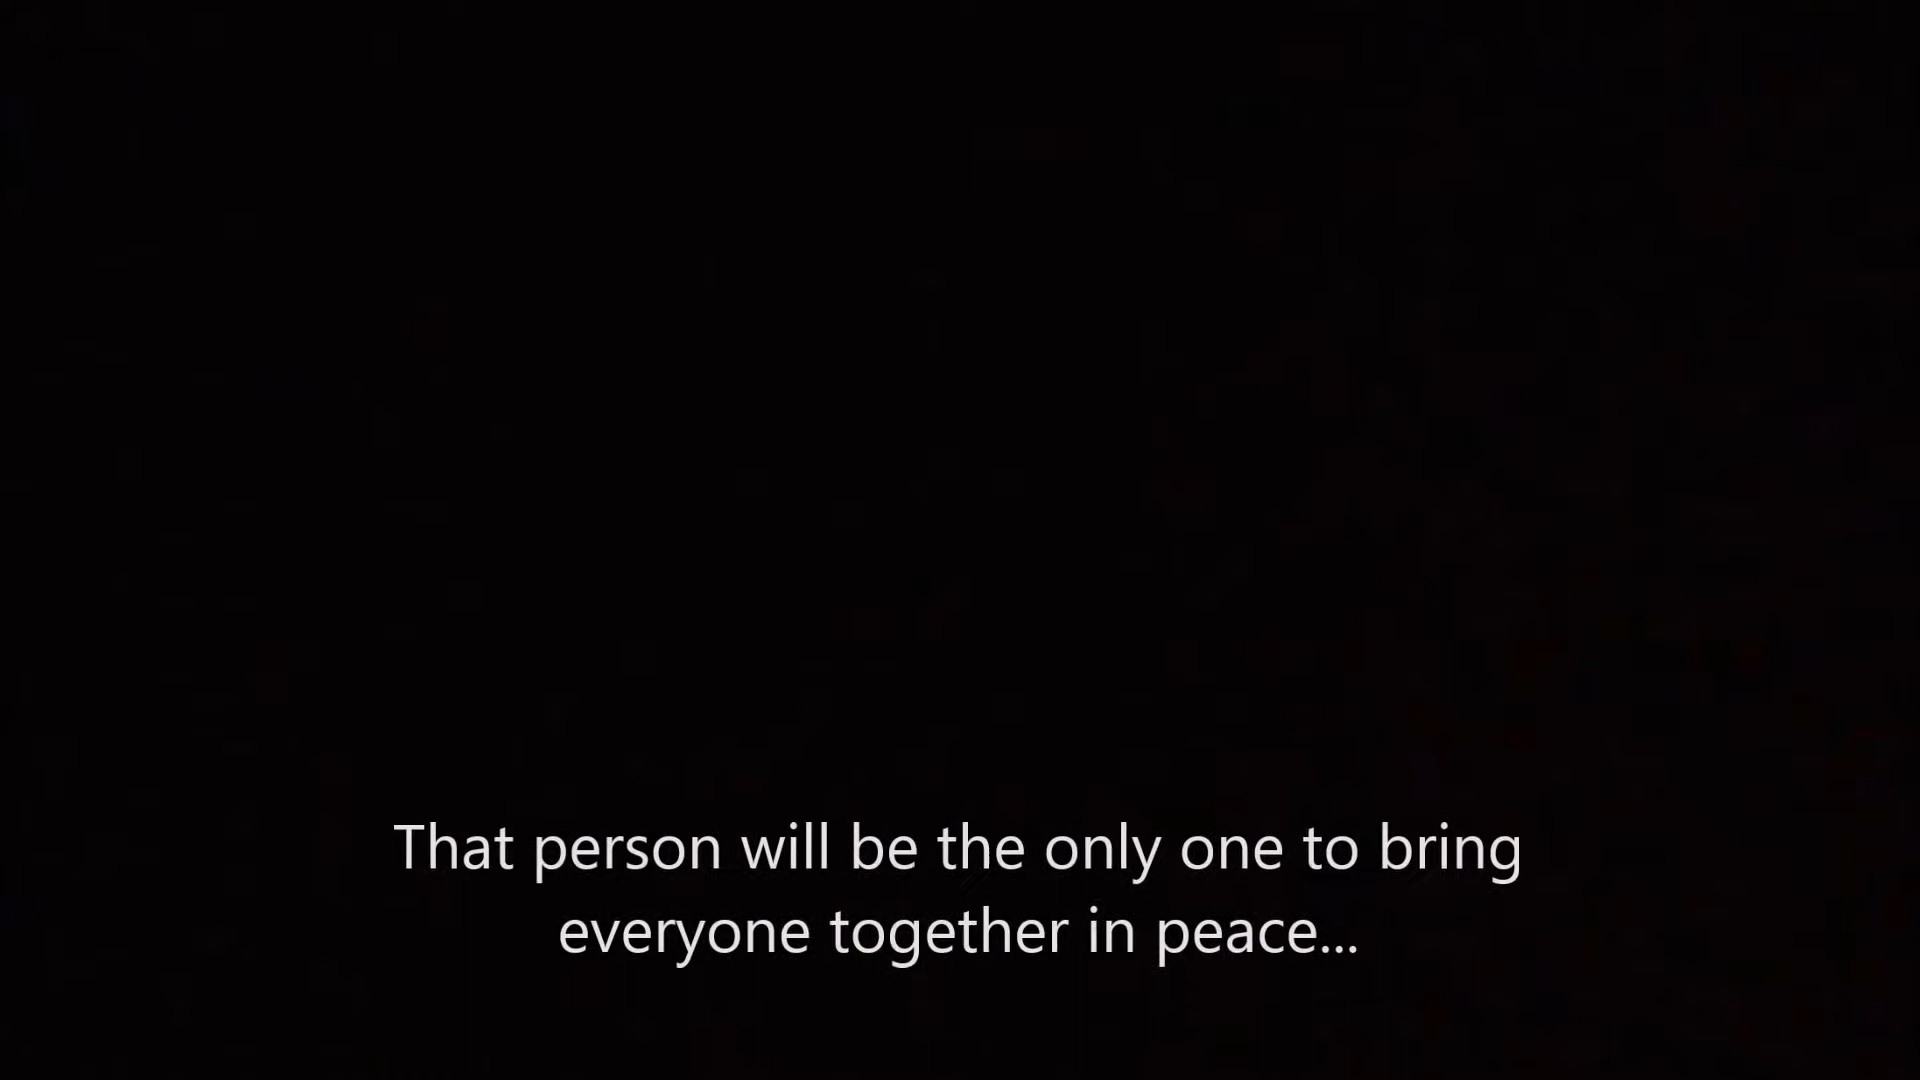 That person will be the only one to bring
everyone together in peace...